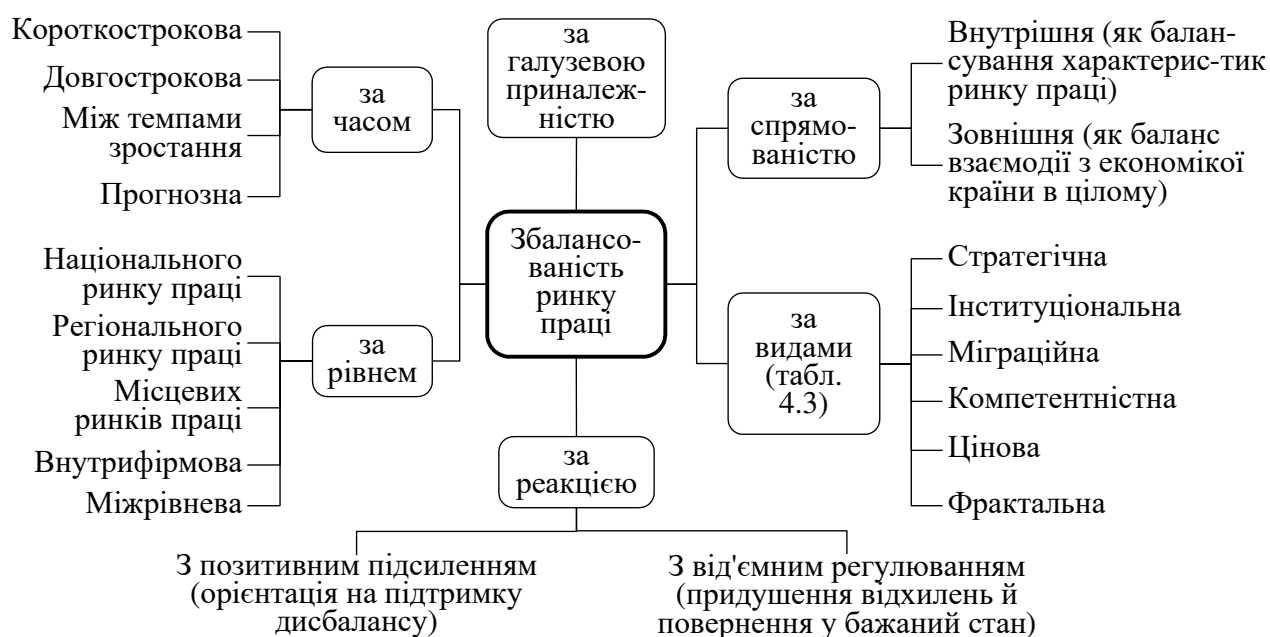 Короткострокова
Довгострокова
Між темпами
зростання
Прогнозна
за
часом
за
галузевою
приналеж-
ністю
за
спрямо-
ваністю
Внутрішня (як балан-
сування характерис-тик
ринку праці)
Зовнішня (як баланс
взаємодії з економікої
країни в цілому)
Збалансо-
ваність
ринку
праці
Національного
ринку праці
Регіонального
ринку праці
Місцевих
ринків праці
Внутрифірмова
Міжрівнева
за
рівнем
за
видами
(табл.
4.3)
Стратегічна
Інституціональна
Міграційна
Компетентністна
Цінова
Фрактальна
за
реакцією
З позитивним підсиленням
(орієнтація на підтримку
дисбалансу)
З від'ємним регулюванням
(придушення відхилень й
повернення у бажаний стан)